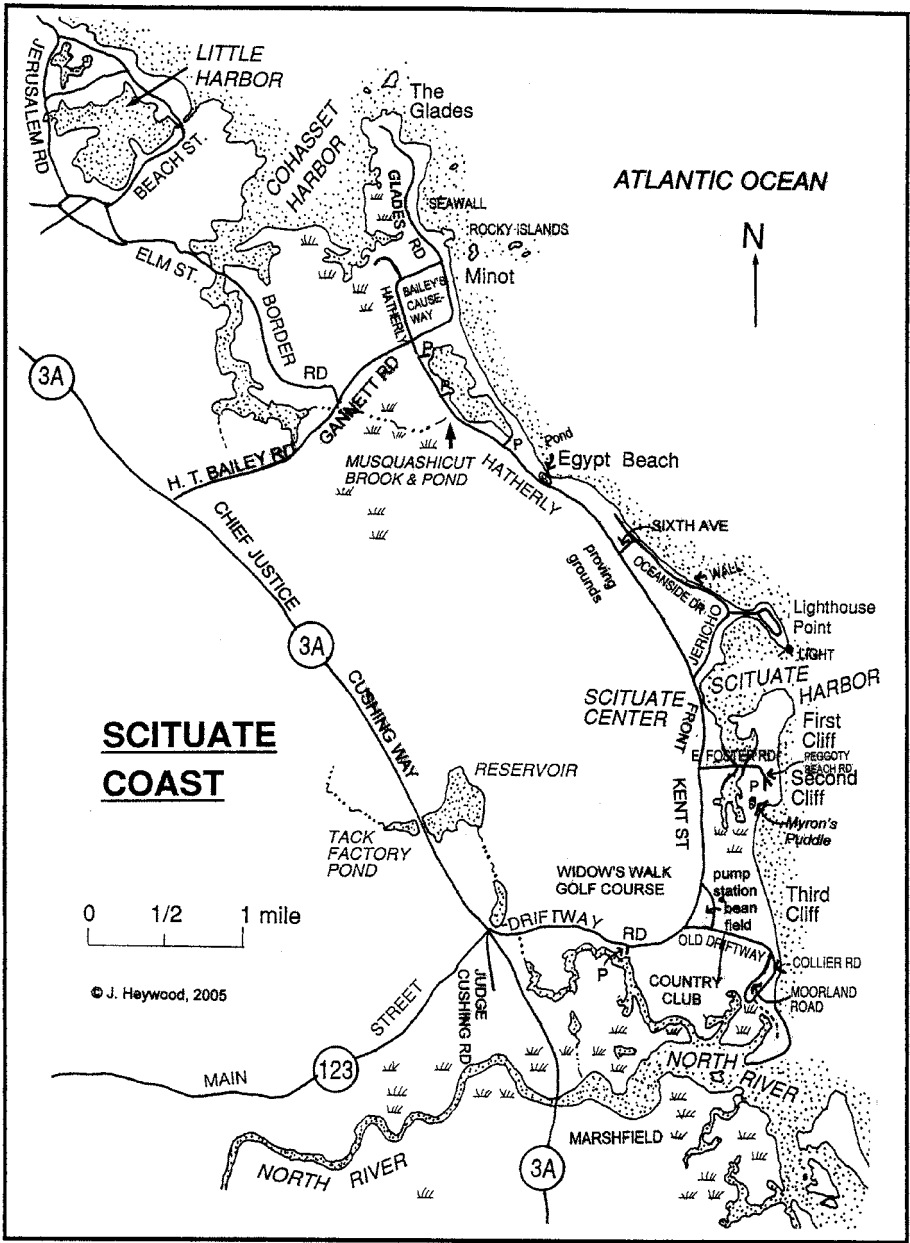 LITTLE
HARBOR
JERUSALEM RD
BEACH ST.
COHASSET
HARBOR
The
Glades
GLADES
RD
SEAWALL
ROCKY ISLANDS
Minot
ATLANTIC OCEAN
N
ELM ST.
BORDER
RD
HATHERLY
BAILEY'S
CAUSE-
WAY
3A
P
P
P
GANNETT RD
H. T. BAILEY RD
MUSQUASHICUT
BROOK & POND
HATHERLY
Pond
Egypt Beach
SIXTH AVE
proving
grounds
OCEANSIDE DR
WALL
JERICHO
Lighthouse
Point
LIGHT
CHIEF JUSTICE
3A
CUSHING WAY
SCITUATE
HARBOR
SCITUATE
CENTER
FRONT
First
Cliff
E FOSTER RD
PEGGOTY
BEACH RD
Second
Cliff
P
Myron's
Puddle
KENT ST
SCITUATE
COAST
RESERVOIR
TACK
FACTORY
POND
WIDOW'S WALK
GOLF COURSE
pump
station
bean
field
Third
Cliff
0 1/2 1 mile
DRIFTWAY
RD
OLD DRIFTWAY
COLLIER RD
P
COUNTRY
CLUB
MOORLAND
ROAD
© J. Heywood, 2005
STREET
JUDGE
CUSHING RD
NORTH
RIVER
MAIN
123
MARSHFIELD
NORTH
RIVER
3A